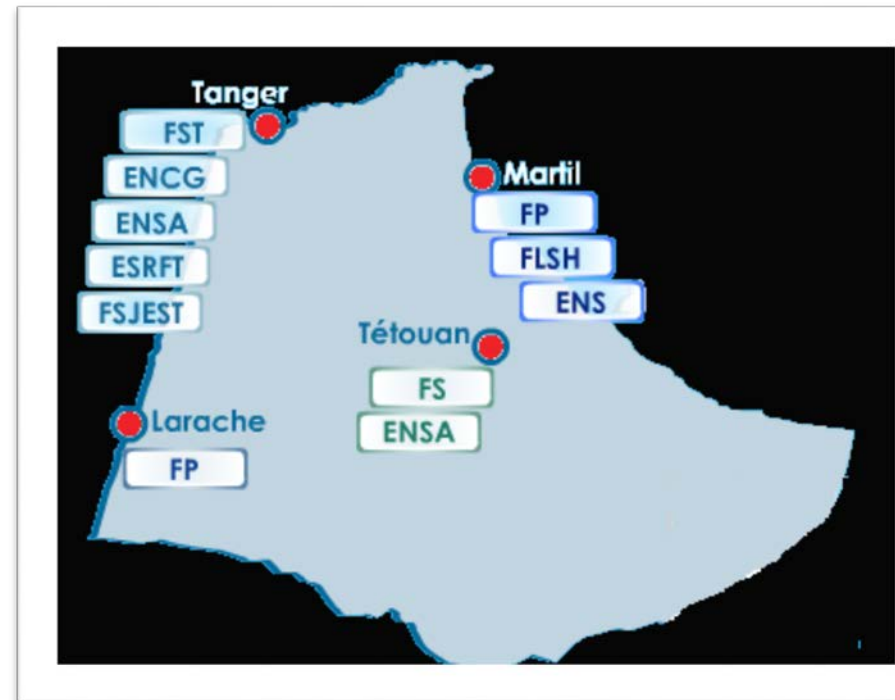 Tanger
FST
ENCG
ENSA
ESRFT
FSJEST
Martil
FP
FLSH
ENS
Tétouan
FS
ENSA
Larache
FP